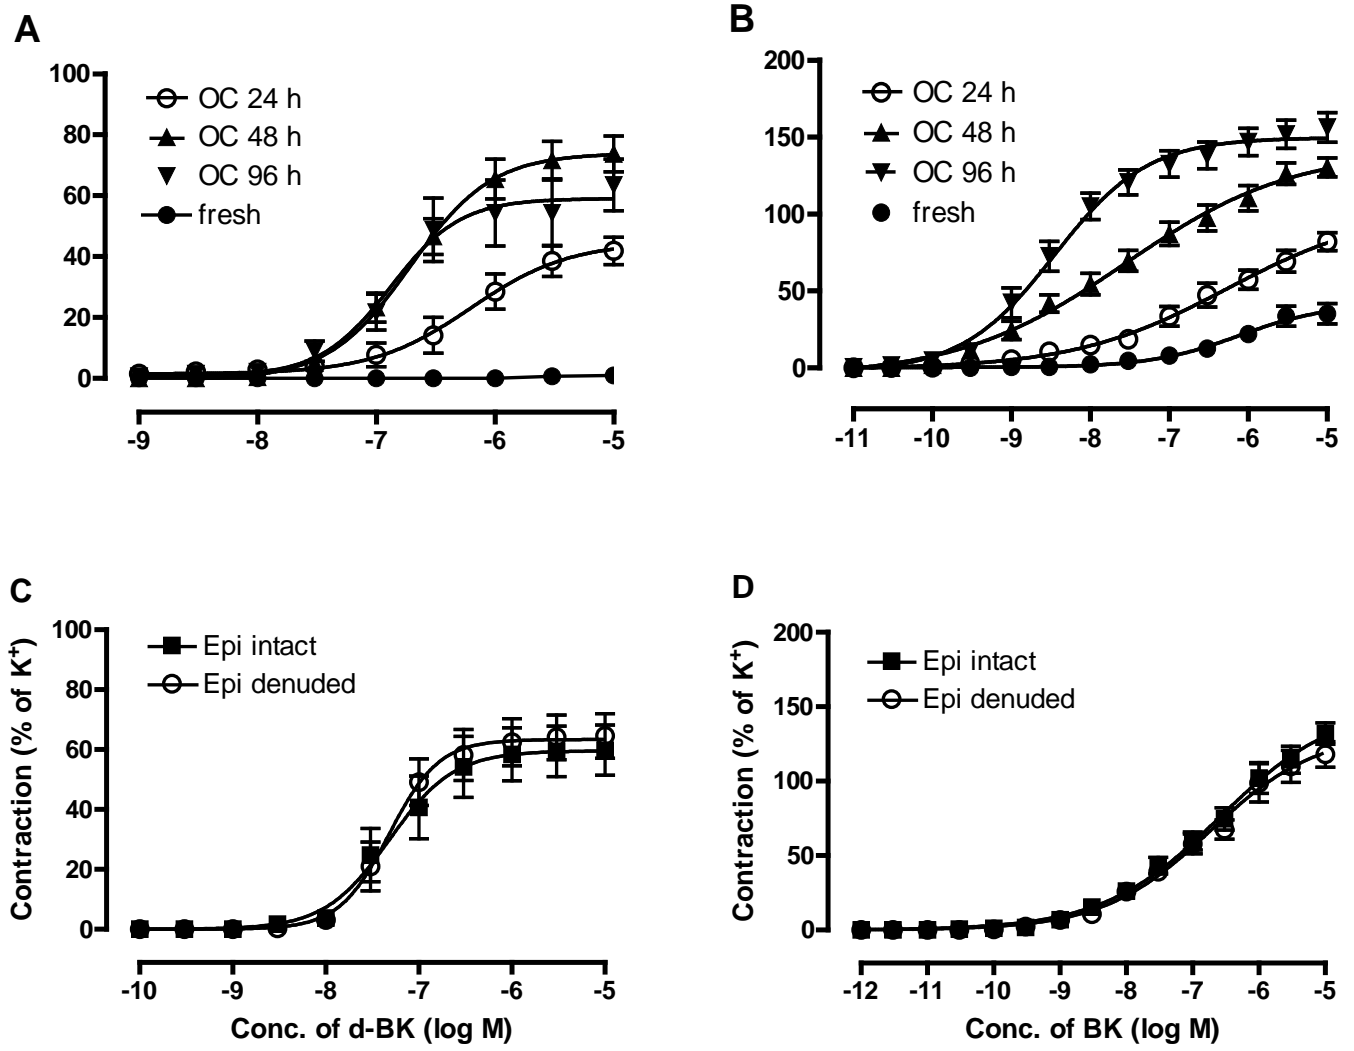 A
100
80
60
40
20
0
OC 24 h
OC 48 h
OC 96 h
fresh
-9 -8 -7 -6 -5
B
200
150
100
50
0
OC 24 h
OC 48 h
OC 96 h
fresh
-11 -10 -9 -8 -7 -6 -5
C
Contraction (% of K⁺)
100
80
60
40
20
0
Epi intact
Epi denuded
-10 -9 -8 -7 -6 -5
Conc. of d-BK (log M)
D
Contraction (% of K⁺)
200
150
100
50
0
Epi intact
Epi denuded
-12 -11 -10 -9 -8 -7 -6 -5
Conc. of BK (log M)